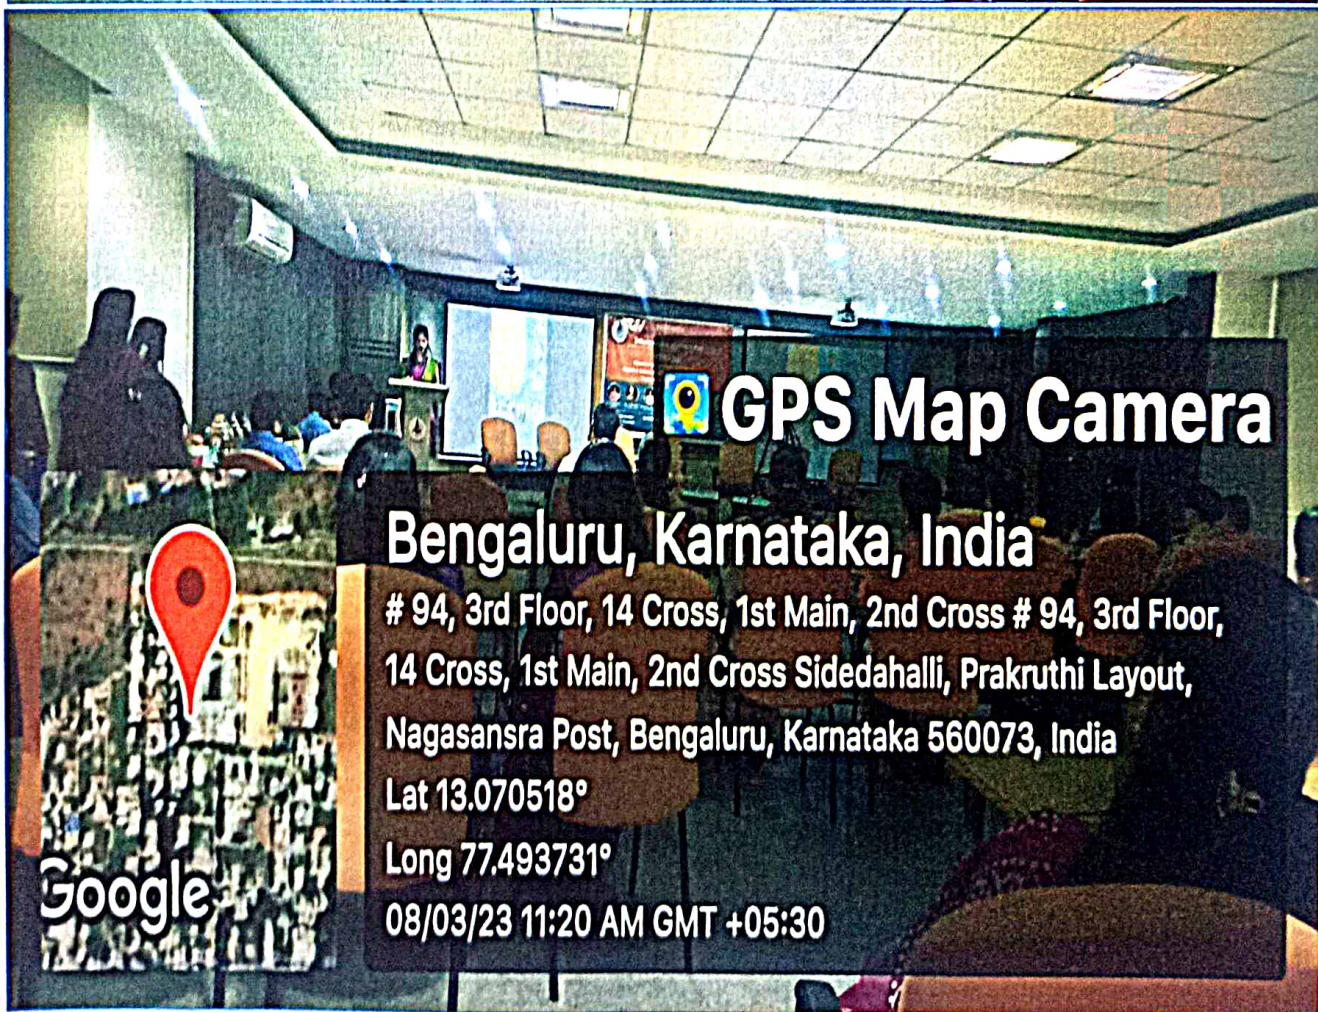 GPS Map Camera
Bengaluru, Karnataka, India
# 94, 3rd Floor, 14 Cross, 1st Main, 2nd Cross # 94, 3rd Floor,
14 Cross, 1st Main, 2nd Cross Sidedahalli, Prakruthi Layout,
Nagasansra Post, Bengaluru, Karnataka 560073, India
Lat 13.070518°
Long 77.493731°
08/03/23 11:20 AM GMT +05:30
Google